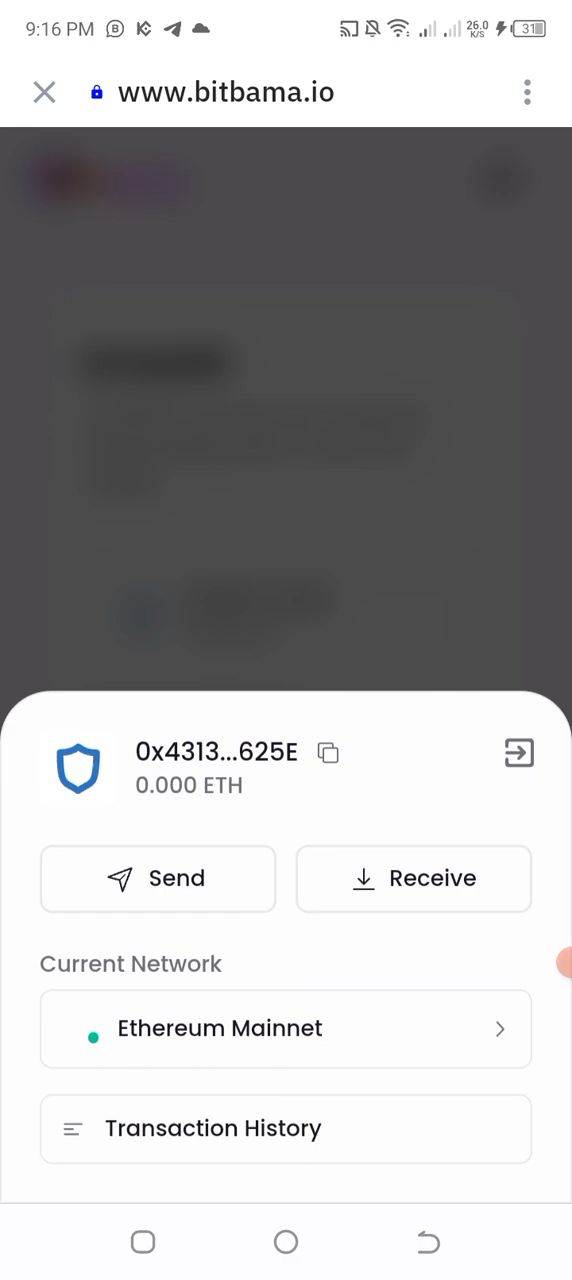 9:16 PM
26.0
K/S
31
www.bitbama.io
0x4313...625E
0.000 ETH
Send
Receive
Current Network
Ethereum Mainnet
Transaction History